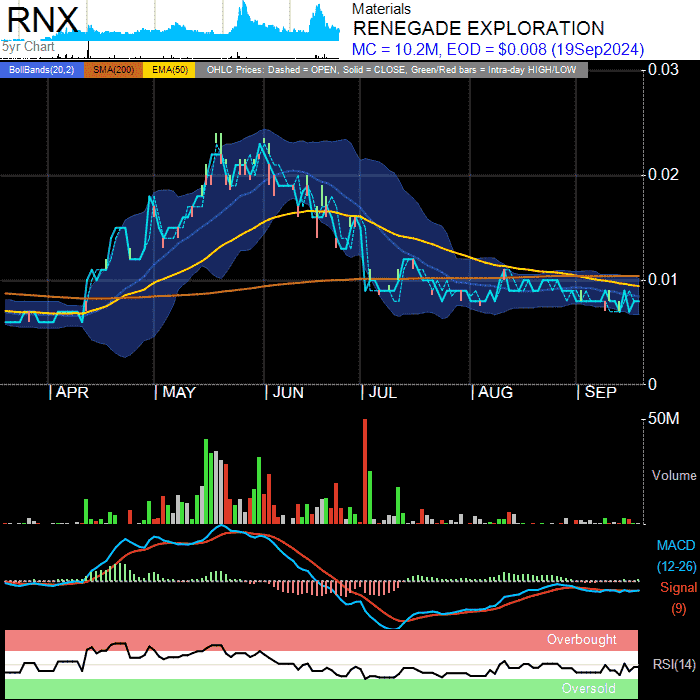 RNX
5yr Chart
Materials
RENEGADE EXPLORATION
MC = 10.2M, EOD = $0.008 (19Sep2024)
BollBands(20,2) SMA(200) EMA(50) OHLC Prices: Dashed = OPEN, Solid = CLOSE, Green/Red bars = Intra-day HIGH/LOW
0.03
0.02
0.01
0
APR MAY JUN JUL AUG SEP
50M
Volume
MACD
(12-26)
Signal
(9)
Overbought
RSI(14)
Oversold